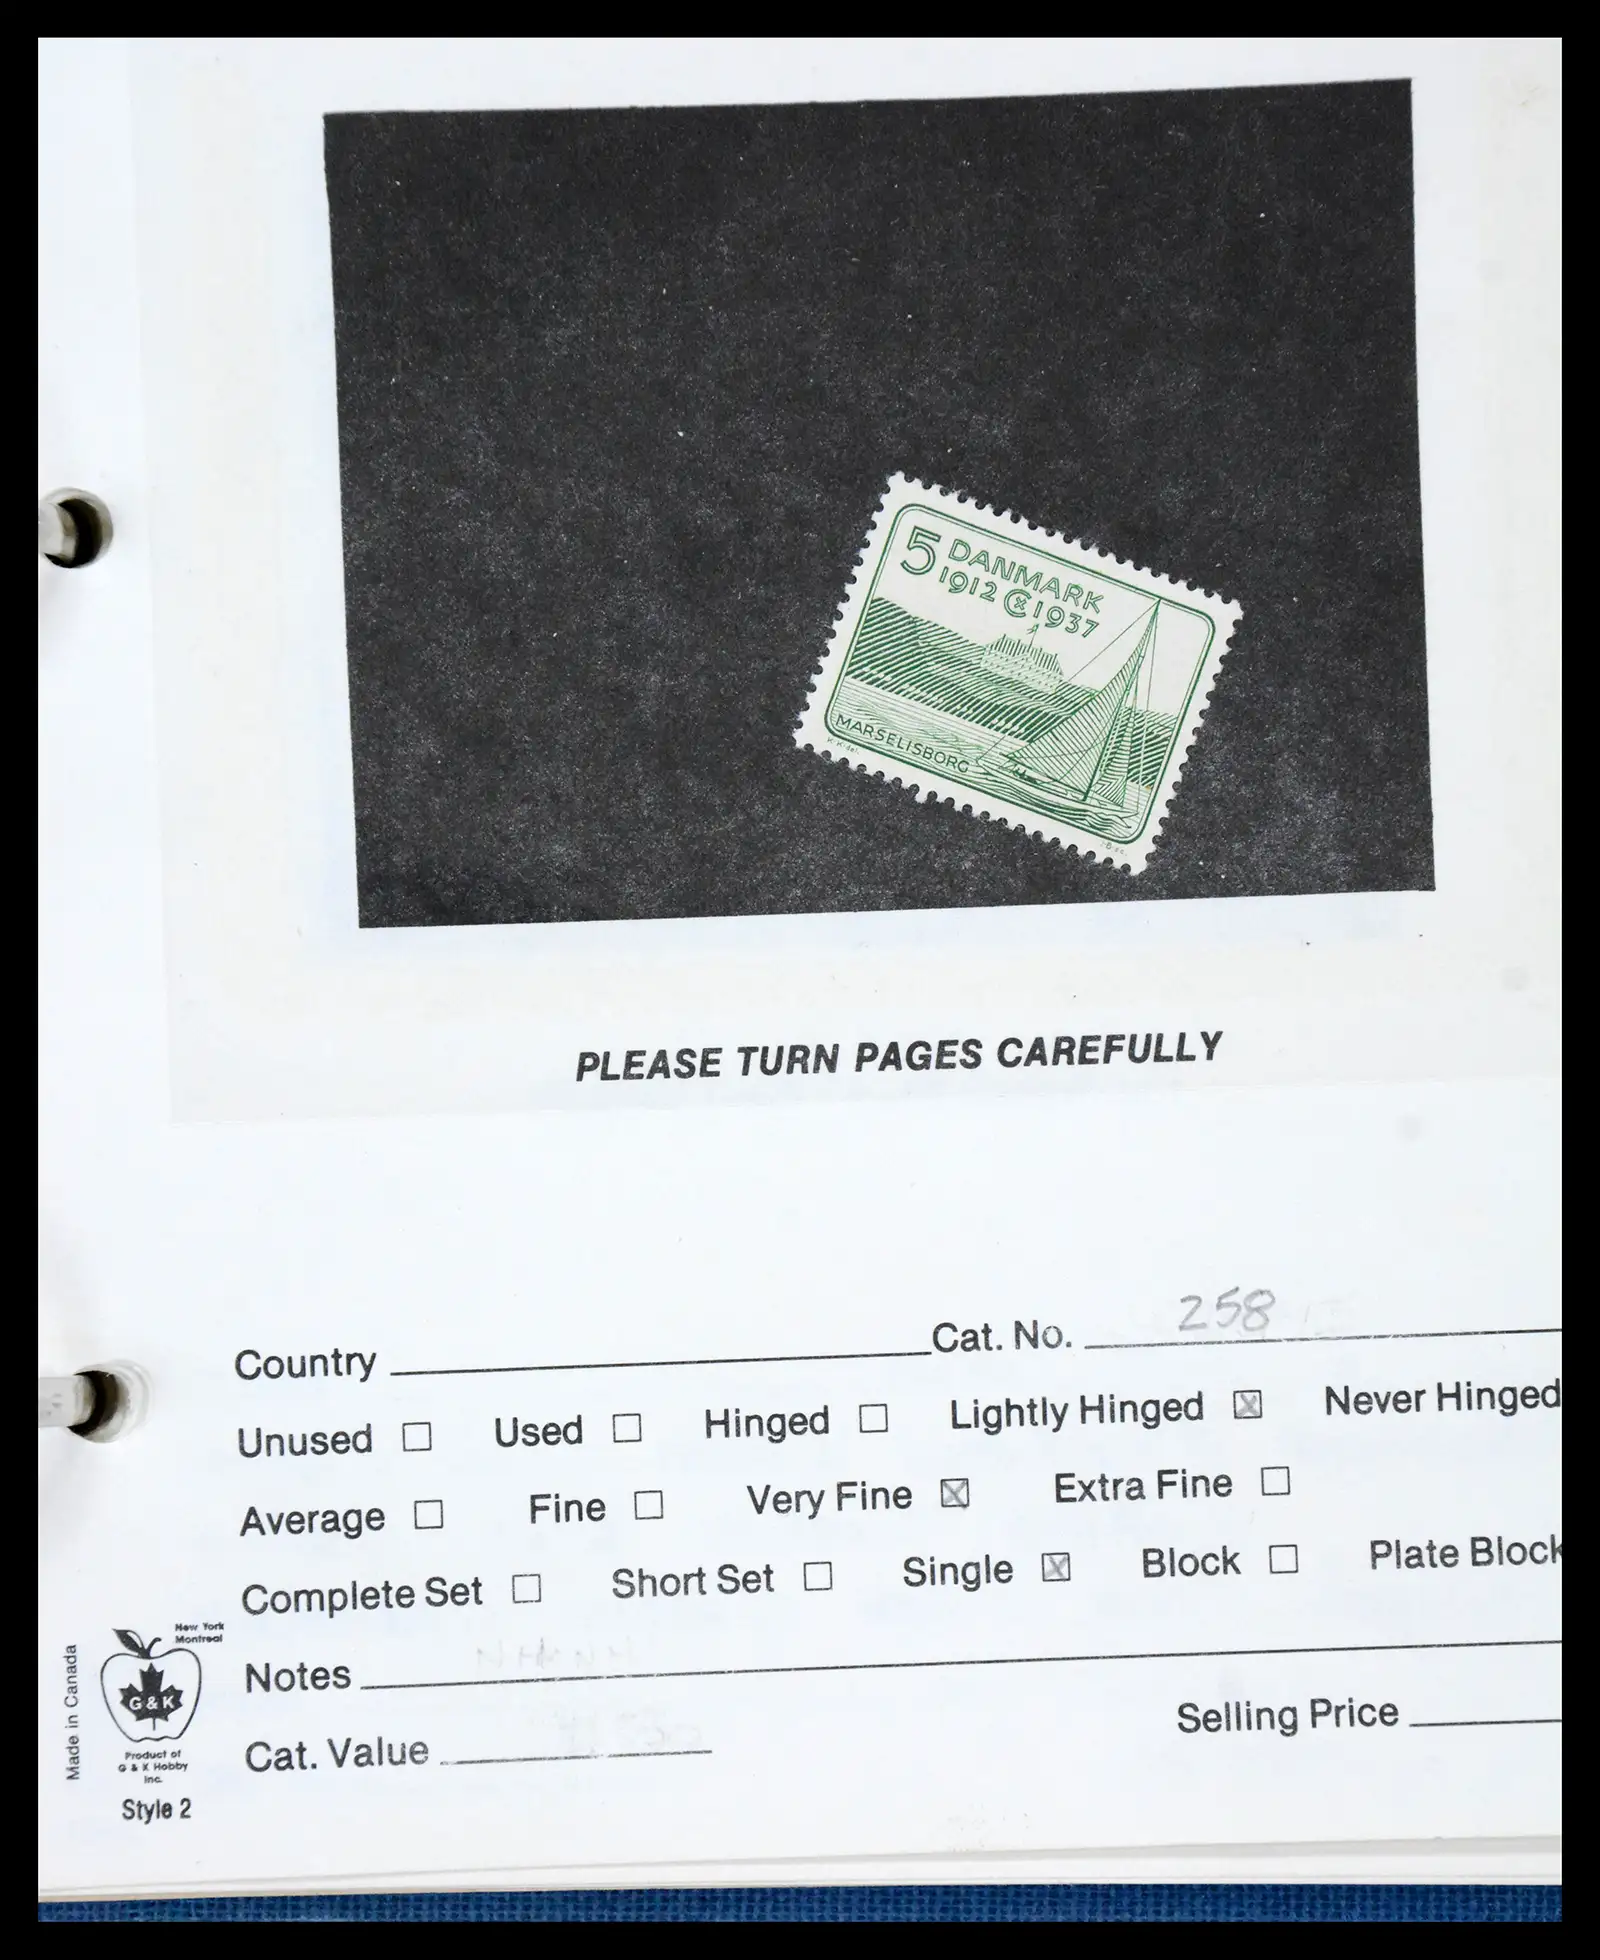 5 DANMARK
1912 C X 1937
MARSELISBORG
K.K. del.
J.B. sc.
PLEASE TURN PAGES CAREFULLY
Country Cat. No. 258
Unused Used Hinged Lightly Hinged Never Hinged
Average Fine Very Fine Extra Fine
Complete Set Short Set Single Block Plate Block
Notes
Cat. Value Selling Price
Made in Canada
New York
Montreal
G & K
Product of
G & K Hobby
Inc.
Style 2